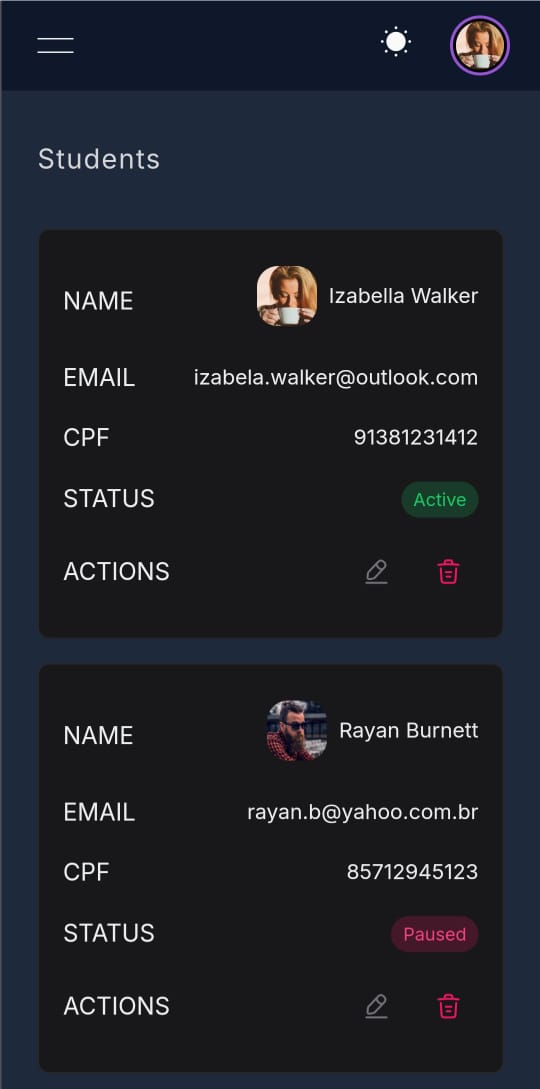 Students
NAME Izabella Walker
EMAIL izabela.walker@outlook.com
CPF 91381231412
STATUS Active
ACTIONS
NAME Rayan Burnett
EMAIL rayan.b@yahoo.com.br
CPF 85712945123
STATUS Paused
ACTIONS